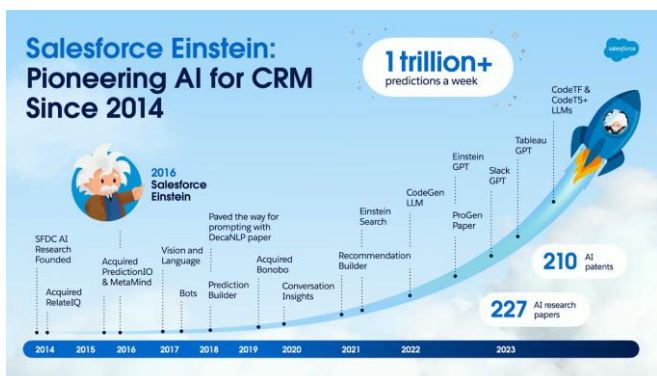 Salesforce Einstein:
Pioneering AI for CRM
Since 2014
1 trillion+
predictions a week
salesforce
2016
Salesforce
Einstein
SFDC AI
Research
Founded
Acquired
RelateIQ
Acquired
PredictionIO
& MetaMind
Vision and
Language
Bots
Paved the way for
prompting with
DecaNLP paper
Prediction
Builder
Acquired
Bonobo
Conversation
Insights
Recommendation
Builder
Einstein
Search
CodeGen
LLM
Einstein
GPT
ProGen
Paper
Slack
GPT
Tableau
GPT
CodeTF &
CodeT5+
LLMs
210 AI
patents
227 AI research
papers
2014 2015 2016 2017 2018 2019 2020 2021 2022 2023